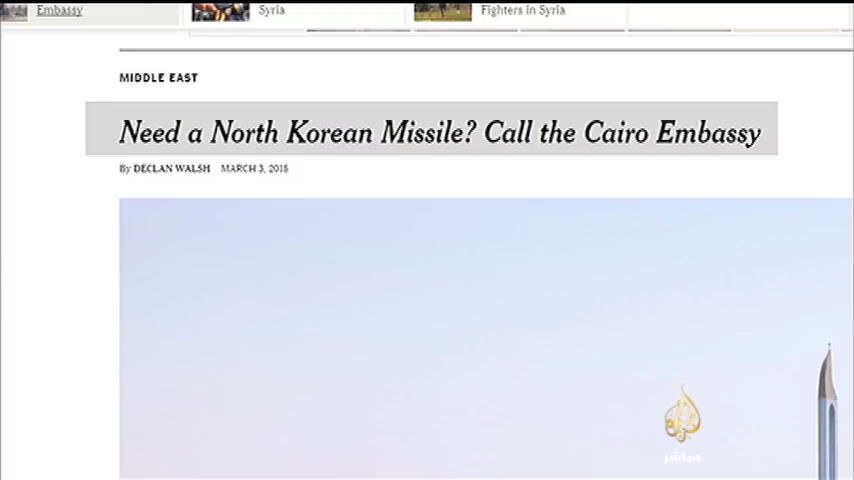 Embassy
Syria
Fighters in Syria
MIDDLE EAST
Need a North Korean Missile? Call the Cairo Embassy
By DECLAN WALSH MARCH 3, 2018
مباشر